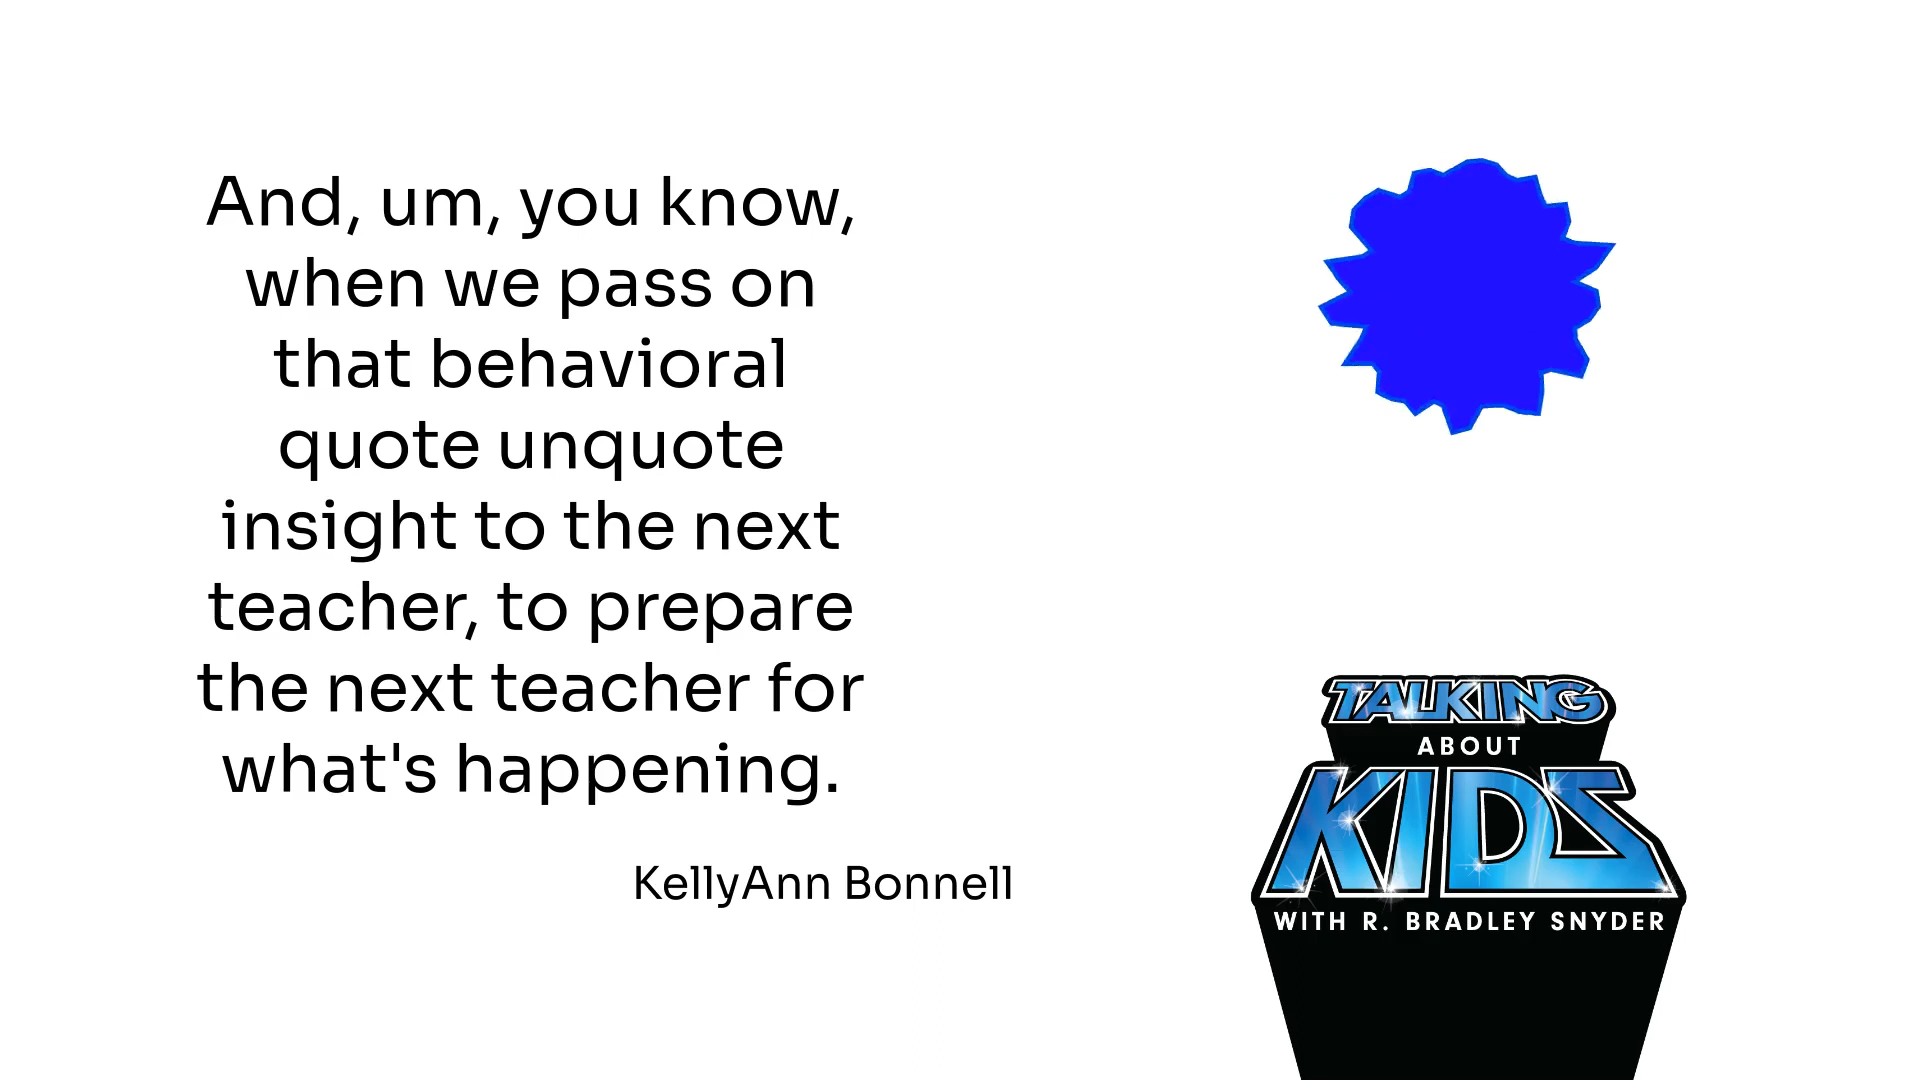 And, um, you know,
when we pass on
that behavioral
quote unquote
insight to the next
teacher, to prepare
the next teacher for
what's happening.
KellyAnn Bonnell
TALKING
ABOUT
KIDS
WITH R. BRADLEY SNYDER